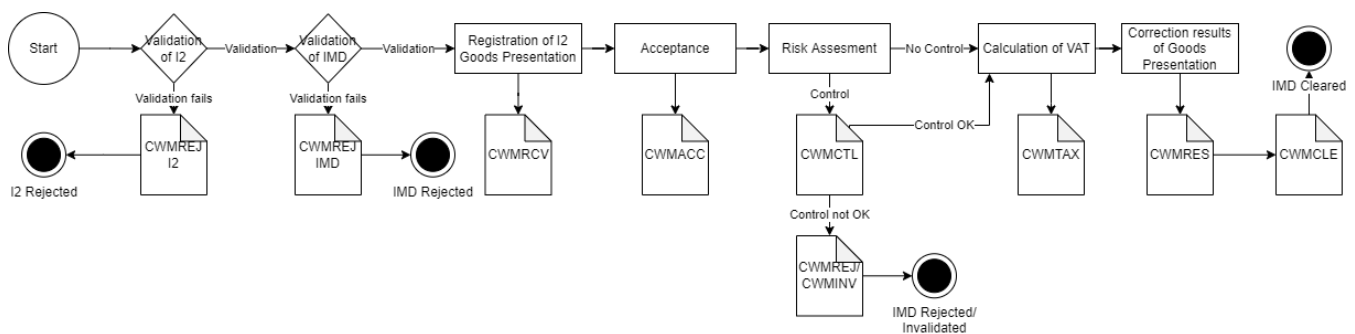 Start
Validation
of I2
Validation
Validation
of IMD
Validation
Registration of I2
Goods Presentation
Acceptance
Risk Assesment
No Control
Calculation of VAT
Correction results
of Goods
Presentation
IMD Cleared
Validation fails
Validation fails
Control
Control OK
CWMREJ
I2
I2 Rejected
CWMREJ
IMD
IMD Rejected
CWMRCV
CWMACC
CWMCTL
CWMTAX
CWMRES
CWMCLE
Control not OK
CWMREJ/
CWMINV
IMD Rejected/
Invalidated